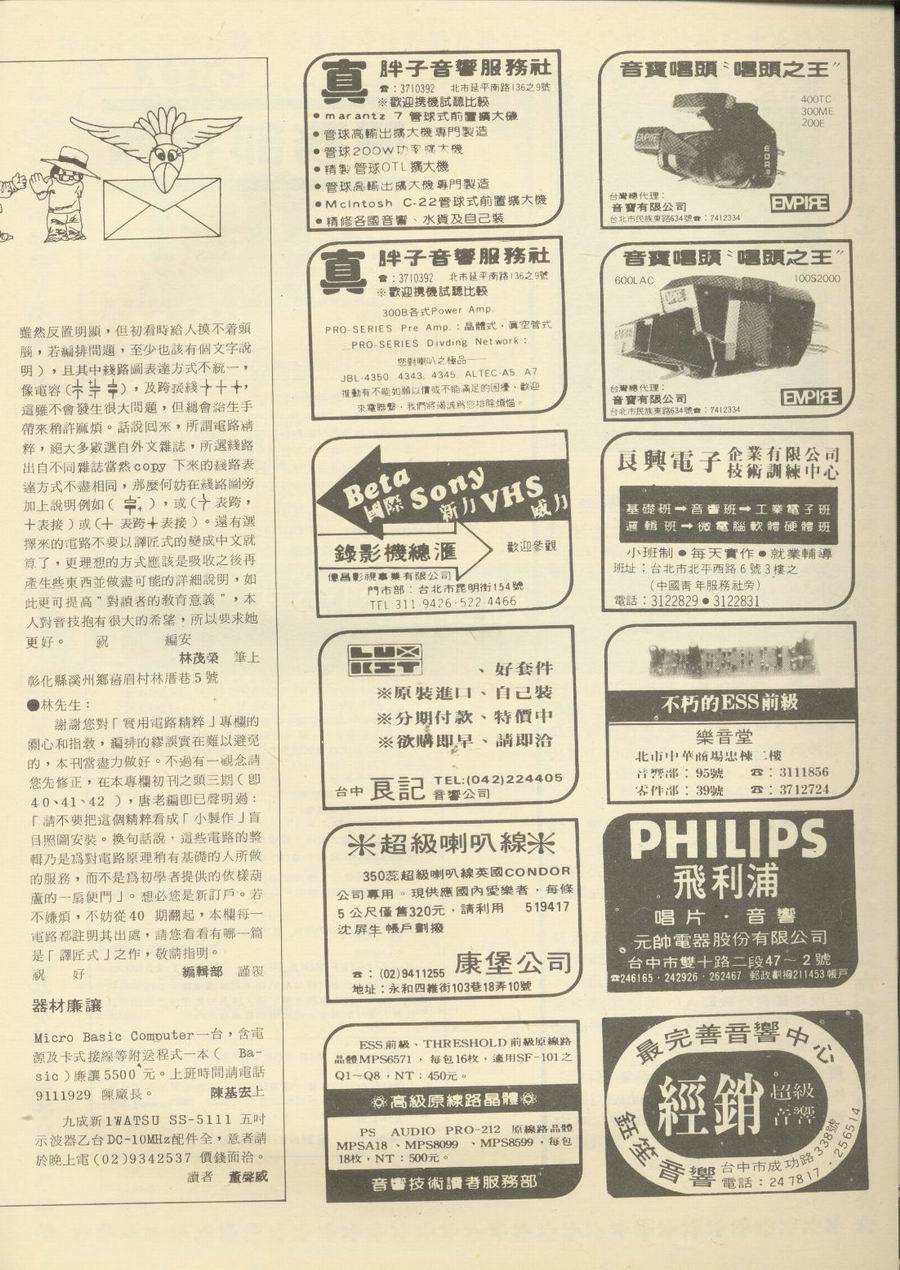 雖然反置明顯，但初看時給人摸不着頭
腦，若編排問題，至少也該有個文字說
明），且其中綫路圖表達方式不統一，
像電容（ ），及跨接綫
這雖不會發生很大問題，但總會給生手
帶來稍許麻煩。話說回來，所謂電路精
粹，絕大多數選自外文雜誌，所選綫路
出自不同雜誌當然copy 下來的綫路表
達方式不盡相同，那麼何妨在綫路圖旁
加上說明例如（ ），或（ 表跨，
十表接）或（十 表跨 表接）。還有選
擇來的電路不要以譯匠式的變成中文就
算了，更理想的方式應該是吸收之後再
產生些東西並做盡可能的詳細說明，如
此更可提高"對讀者的教育意義"，本
人對音技抱有很大的希望，所以要求她
更好。 祝 編安
林茂榮 筆上
彰化縣溪州鄉 眉村林厝巷5號
●林先生：
謝謝您對「實用電路精粹」專欄的
關心和指教，編排的繆誤實在難以避免
的，本刊當盡力做好。不過有一觀念請
您先修正，在本專欄初刊之頭三期（即
40、41、42 ），唐老編即已聲明過：
「請不要把這個精粹看成「小製作」盲
目照圖安裝。換句話說，這些電路的整
輯乃是爲對電路原理稍有基礎的人所做
的服務，而不是爲初學者提供的依樣葫
蘆的一扇便門」。想必您是新訂戶。若
不嫌煩，不妨從40 期翻起，本欄每一
電路都註明其出處，請您看看有哪一篇
是「譯匠式」之作，敬請指明。
祝 好 編輯部 謹覆
器材廉讓
Micro Basic Computer一台，含電
源及卡式接線等附送程式一本（ Ba-
sic）廉讓5500元。上班時間請電話
9111929 陳廠長。 陳基宏上
九成新IWATSU SS-5111 五吋
示波器乙台DC-10MHz配件全，意者請
於晚上電(02)9342537 價錢面洽。
讀者 董聲威
真 胖子音響服務社
☎：3710392 北市延平南路136之9號
※歡迎携機試聽比較
●marantz 7 管球式前置擴大機
●管球高輸出擴大機專門製造
●管球200W功率擴大機
●精製管球OTL擴大機
●管球高輸出擴大機專門製造
●Mcintosh C-22管球式前置擴大機
●精修各國音響、水貨及自己裝
真 胖子音響服務社
☎：3710392 北市延平南路136之9號
※歡迎携機試聽比較
300B各式Power Amp.
PRO-SERIES Pre Amp.：晶體式．眞空管式
PRO-SERIES Divding Network：
您對喇叭之極品——
JBL-4350. 4343. 4345. ALTEC-A5. A7
推動有不能如願以償或不能滿足的困擾，歡迎
來電聯繫，我們將竭誠爲您排除煩惱。
Beta Sony VHS
國際 新力 威力
錄影機總滙 歡迎參觀
偉昌影視事業有限公司
門市部：台北市昆明街154號
TEL 311-9426·522-4466
LUX KIT 、好套件
※原裝進口、自己裝
※分期付款、特價中
※欲購即早、請即洽
台中 良記 TEL:(042)224405
音響公司
＊超級喇叭線＊
350蕊超級喇叭線英國CONDOR
公司專用。現供應國內愛樂者，每條
5公尺僅售320元，請利用 519417
沈屏生帳戶劃撥
☎：(02)9411255 康堡公司
地址：永和四維街103巷18弄10號
ESS前級、THRESHOLD前級原線路
晶體MPS6571， 每包16枚，適用SF-101之
Q1～Q8，NT：450元。
高級原線路晶體
PS AUDIO PRO-212 原線路晶體
MPSA18、MPS8099 、MPS8599，每包
18枚，NT：500元。
音響技術讀者服務部
音寶唱頭〝唱頭之王〞
400TC
300ME
200E
EMPIRE
台灣總代理：
音寶有限公司
台北市民族東路634號☎：7412334
EMPIRE
音寶唱頭〝唱頭之王〞
600LAC 100S2000
台灣總代理：
音寶有限公司
台北市民族東路634號☎：7412334
EMPIRE
良興電子 企業有限公司
技術訓練中心
基礎班→音響班→工業電子班
邏輯班→微電腦軟體硬體班
小班制●每天實作●就業輔導
班址：台北市北平西路6號3樓之
（中國靑年服務社旁）
電話：3122829●3122831
不朽的ESS前級
樂音堂
北市中華商場忠棟二樓
音響部：95號 ☎：3111856
零件部：39號 ☎：3712724
PHILIPS
飛利浦
唱片．音響
元帥電器股份有限公司
台中市雙十路二段47～2號
☎246165．242926．262467 郵政劃撥211453帳戶
最完善音響中心
經銷 超級音響
鈺笙音響
台中市成功路338號
電話：247817．256514